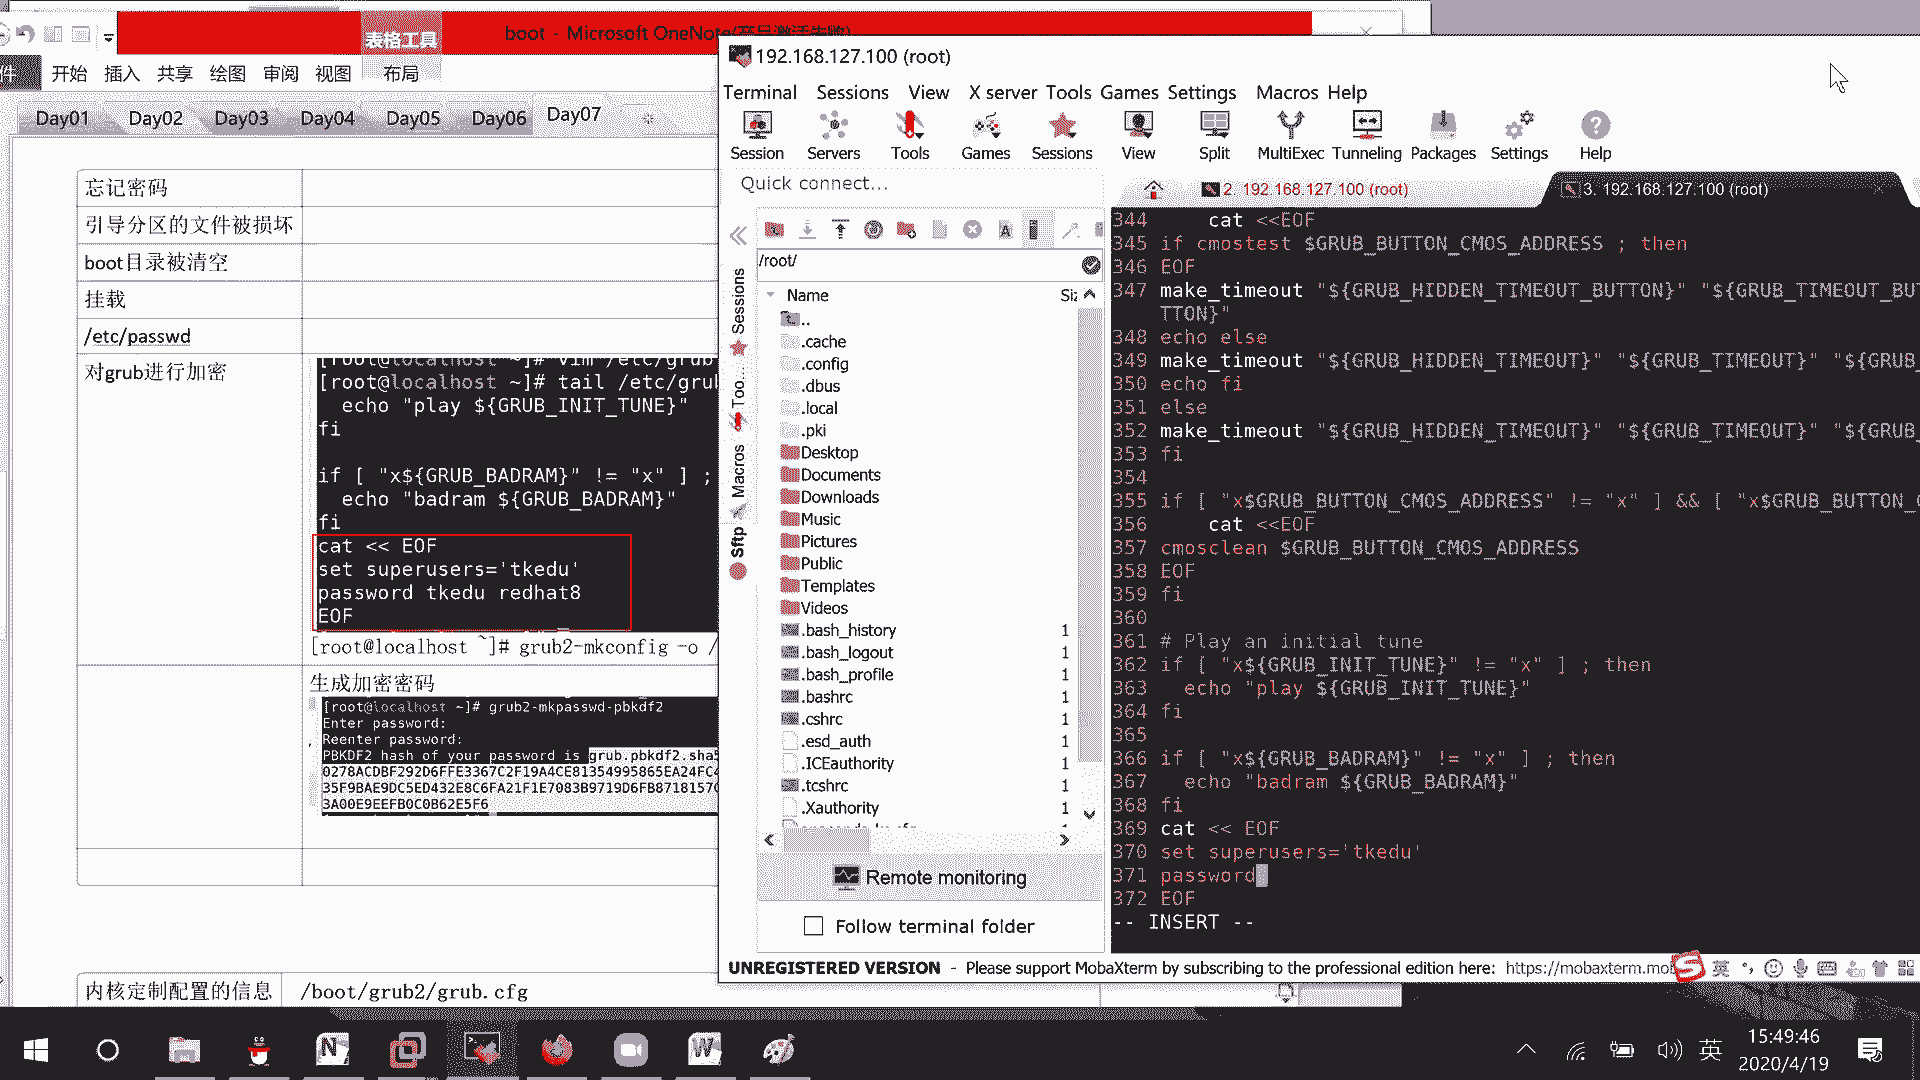 boot - Microsoft OneNote(产品激活失败)
表格工具
件 开始 插入 共享 绘图 审阅 视图 布局
Day01 Day02 Day03 Day04 Day05 Day06 Day07
忘记密码
引导分区的文件被损坏
boot目录被清空
挂载
/etc/passwd
对grub进行加密
[root@localhost ~]# vim /etc/grub
[root@localhost ~]# tail /etc/gru
echo "play ${GRUB_INIT_TUNE}"
fi
if [ "x${GRUB_BADRAM}" != "x" ] ;
echo "badram ${GRUB_BADRAM}"
fi
cat << EOF
set superusers='tkedu'
password tkedu redhat8
EOF
[root@localhost ~]# grub2-mkconfig -o /
生成加密密码
[root@localhost ~]# grub2-mkpasswd-pbkdf2
Enter password:
Reenter password:
PBKDF2 hash of your password is grub.pbkdf2.sha5
0278ACDBF292D6FFE3367C2F19A4CE81354995865EA24FC4
35F9BAE9DC5ED432E8C6FA21F1E7083B9719D6FB8718157C
3A00E9EEFB0C0B62E5F6
内核定制配置的信息 /boot/grub2/grub.cfg
192.168.127.100 (root)
Terminal Sessions View X server Tools Games Settings Macros Help
Session Servers Tools Games Sessions View Split MultiExec Tunneling Packages Settings Help
Quick connect...
2. 192.168.127.100 (root)
3. 192.168.127.100 (root)
Sessions
Too...
Macros
Sftp
/root/
Name Siz
..
.cache
.config
.dbus
.local
.pki
Desktop
Documents
Downloads
Music
Pictures
Public
Templates
Videos
.bash_history 1
.bash_logout 1
.bash_profile 1
.bashrc 1
.cshrc 1
.esd_auth 1
.ICEauthority 1
.tcshrc 1
.Xauthority 1
Remote monitoring
Follow terminal folder
344 cat <<EOF
345 if cmostest $GRUB_BUTTON_CMOS_ADDRESS ; then
346 EOF
347 make_timeout "${GRUB_HIDDEN_TIMEOUT_BUTTON}" "${GRUB_TIMEOUT_BUT
TTON}"
348 echo else
349 make_timeout "${GRUB_HIDDEN_TIMEOUT}" "${GRUB_TIMEOUT}" "${GRUB_
350 echo fi
351 else
352 make_timeout "${GRUB_HIDDEN_TIMEOUT}" "${GRUB_TIMEOUT}" "${GRUB_
353 fi
354
355 if [ "x$GRUB_BUTTON_CMOS_ADDRESS" != "x" ] && [ "x$GRUB_BUTTON_C
356 cat <<EOF
357 cmosclean $GRUB_BUTTON_CMOS_ADDRESS
358 EOF
359 fi
360
361 # Play an initial tune
362 if [ "x${GRUB_INIT_TUNE}" != "x" ] ; then
363 echo "play ${GRUB_INIT_TUNE}"
364 fi
365
366 if [ "x${GRUB_BADRAM}" != "x" ] ; then
367 echo "badram ${GRUB_BADRAM}"
368 fi
369 cat << EOF
370 set superusers='tkedu'
371 password
372 EOF
-- INSERT --
UNREGISTERED VERSION - Please support MobaXterm by subscribing to the professional edition here: https://mobaxterm.mo
英
英
15:49:46
2020/4/19